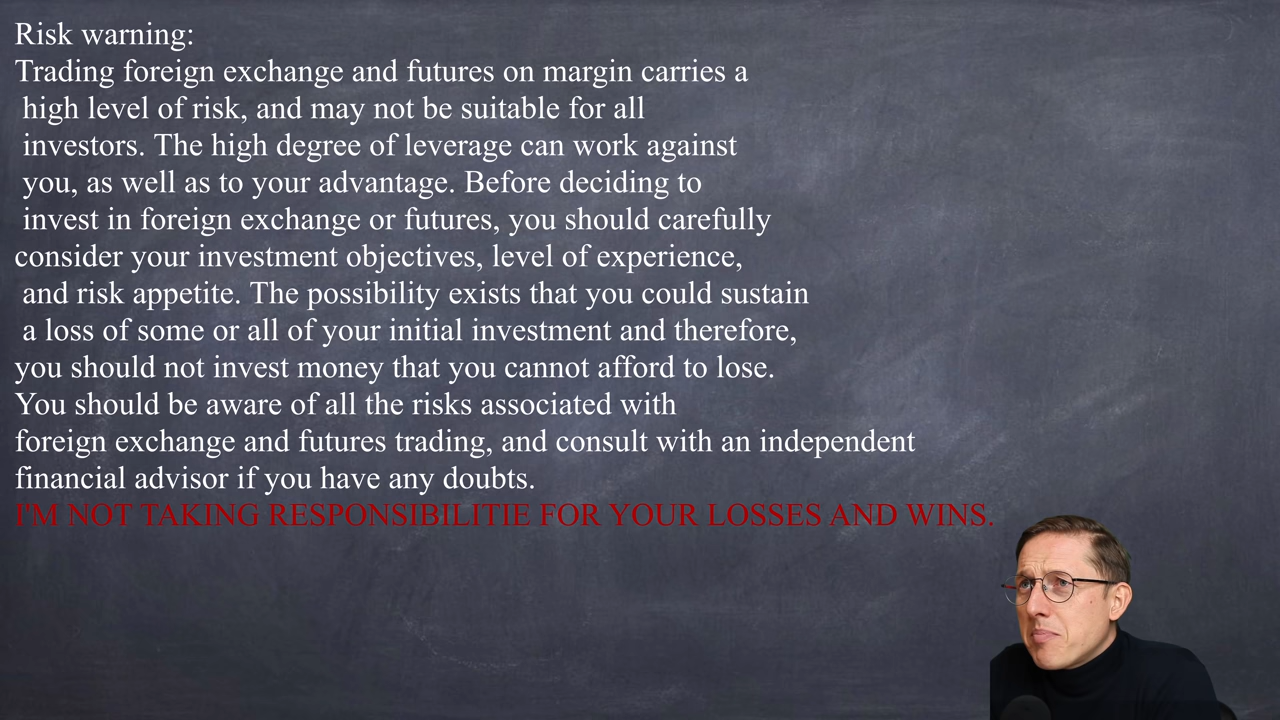 Risk warning:
Trading foreign exchange and futures on margin carries a
high level of risk, and may not be suitable for all
investors. The high degree of leverage can work against
you, as well as to your advantage. Before deciding to
invest in foreign exchange or futures, you should carefully
consider your investment objectives, level of experience,
and risk appetite. The possibility exists that you could sustain
a loss of some or all of your initial investment and therefore,
you should not invest money that you cannot afford to lose.
You should be aware of all the risks associated with
foreign exchange and futures trading, and consult with an independent
financial advisor if you have any doubts.
I'M NOT TAKING RESPONSIBILITIE FOR YOUR LOSSES AND WINS.